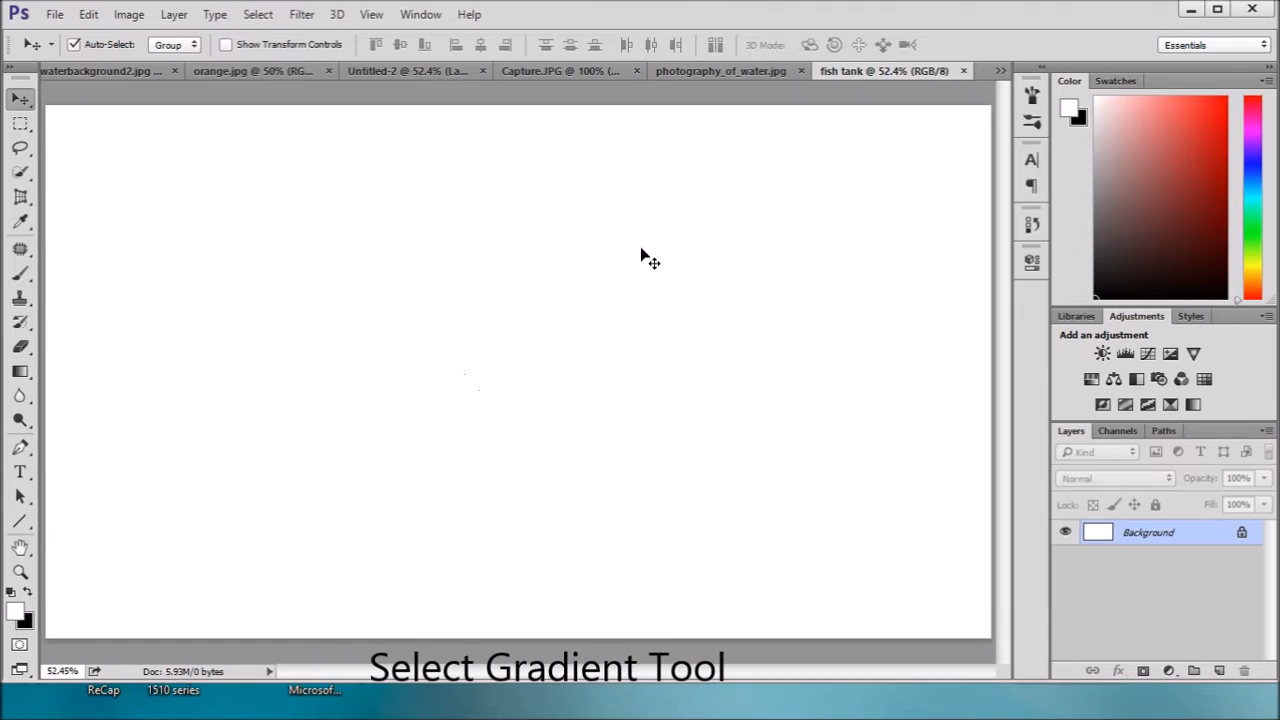 Ps File Edit Image Layer Type Select Filter 3D View Window Help
Auto-Select: Group Show Transform Controls 3D Mode: Essentials
waterbackground2.jpg ... × orange.jpg @ 50% (RG... × Untitled-2 @ 52.4% (La... × Capture.JPG @ 100% (... × photography_of_water.jpg × fish tank @ 52.4% (RGB/8) ×
Color Swatches
Libraries Adjustments Styles
Add an adjustment
Layers Channels Paths
Kind
Normal Opacity: 100%
Lock: Fill: 100%
Background
52.45% Doc: 5.93M/0 bytes
Select Gradient Tool
ReCap 1510 series Microsof...